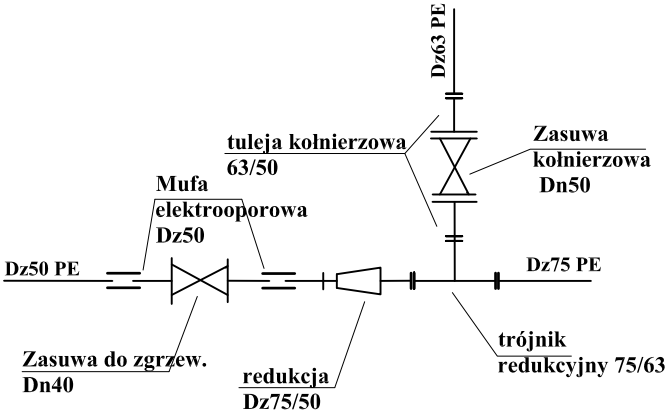 Dz63 PE
tuleja kołnierzowa
63/50
Zasuwa
kołnierzowa
Dn50
Mufa
elektrooporowa
Dz50
Dz50 PE
Dz75 PE
Zasuwa do zgrzew.
Dn40
redukcja
Dz75/50
trójnik
redukcyjny 75/63